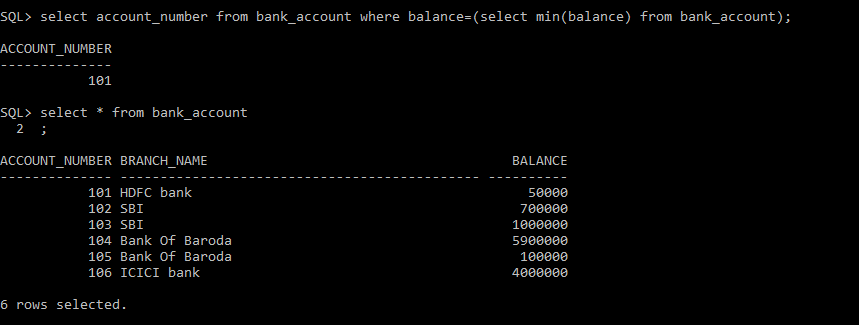 SQL> select account_number from bank_account where balance=(select min(balance) from bank_account);
ACCOUNT_NUMBER
--------------
           101
SQL> select * from bank_account
  2  ;
ACCOUNT_NUMBER BRANCH_NAME                                      BALANCE
-------------- --------------------------------------------- ----------
           101 HDFC bank                                          50000
           102 SBI                                               700000
           103 SBI                                              1000000
           104 Bank Of Baroda                                   5900000
           105 Bank Of Baroda                                    100000
           106 ICICI bank                                       4000000
6 rows selected.